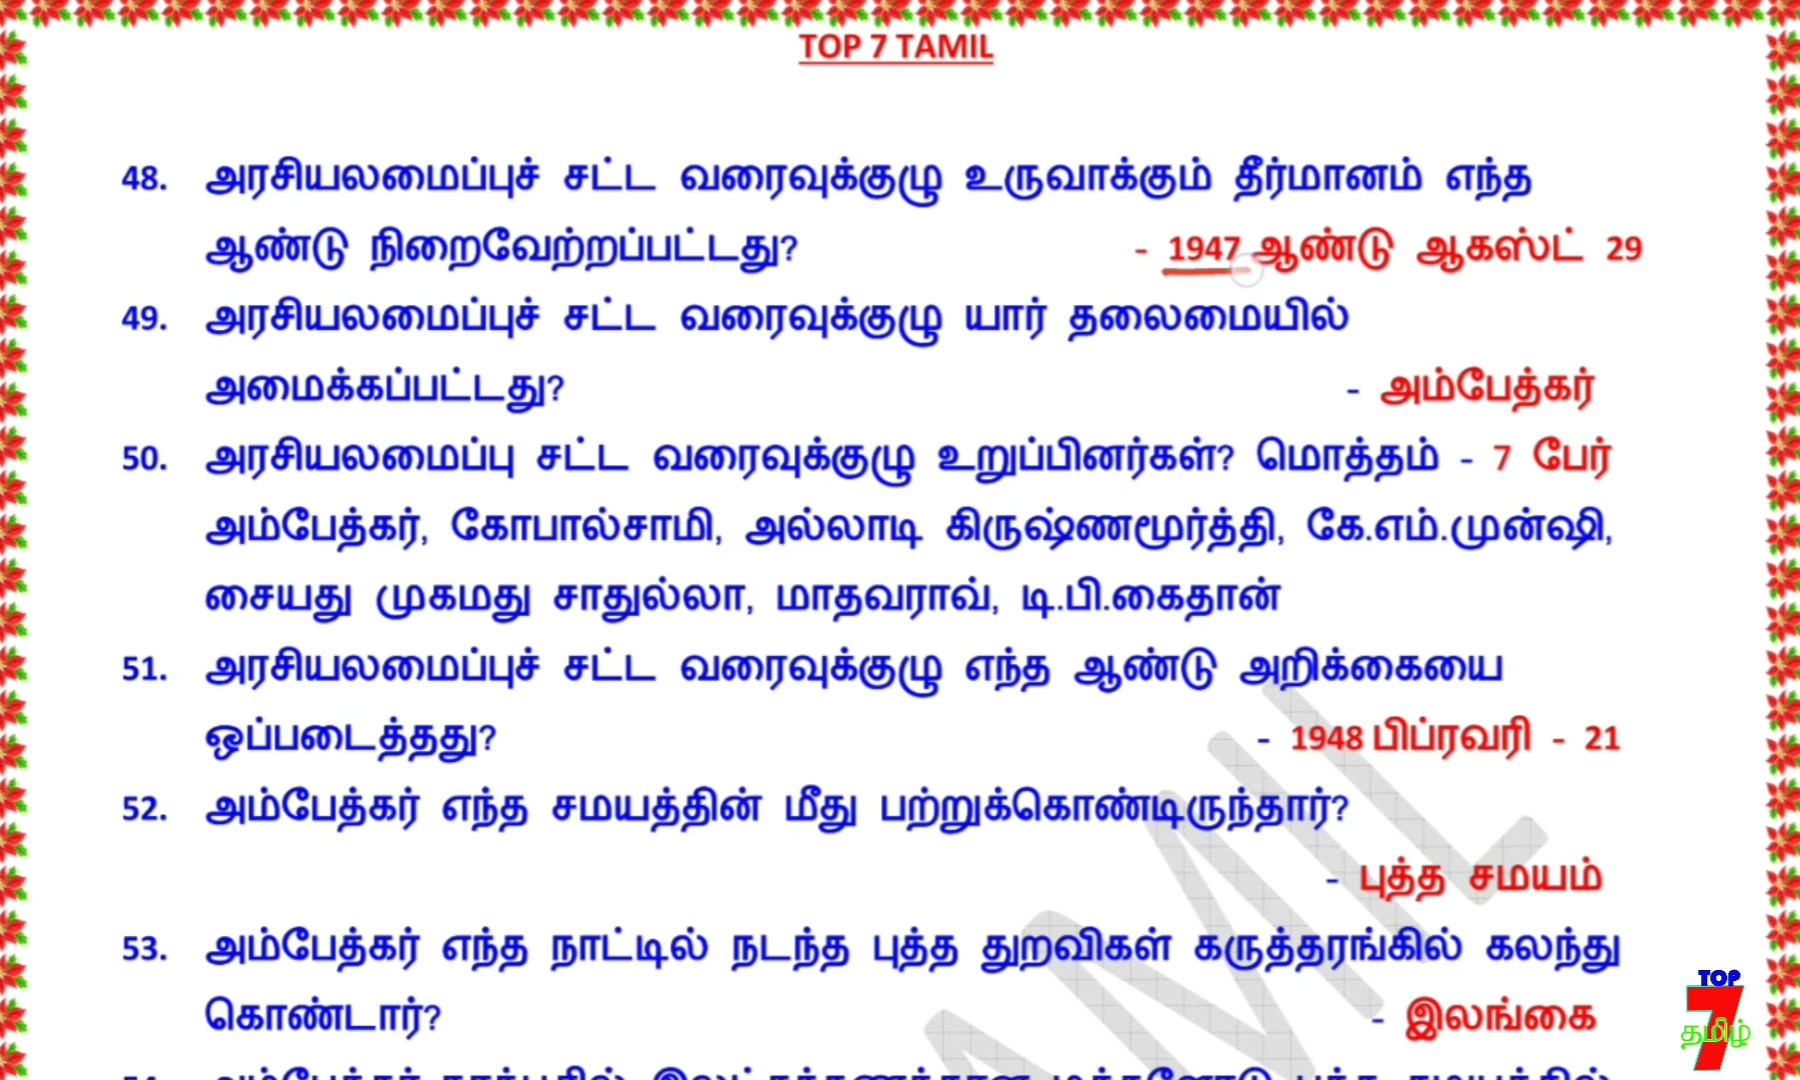 TOP 7 TAMIL
48. அரசியலமைப்புச் சட்ட வரைவுக்குழு உருவாக்கும் தீர்மானம் எந்த
ஆண்டு நிறைவேற்றப்பட்டது? - 1947 ஆண்டு ஆகஸ்ட் 29
49. அரசியலமைப்புச் சட்ட வரைவுக்குழு யார் தலைமையில்
அமைக்கப்பட்டது? - அம்பேத்கர்
50. அரசியலமைப்பு சட்ட வரைவுக்குழு உறுப்பினர்கள்? மொத்தம் - 7 பேர்
அம்பேத்கர், கோபால்சாமி, அல்லாடி கிருஷ்ணமூர்த்தி, கே.எம்.முன்ஷி,
சையது முகமது சாதுல்லா, மாதவராவ், டி.பி.கைதான்
51. அரசியலமைப்புச் சட்ட வரைவுக்குழு எந்த ஆண்டு அறிக்கையை
ஒப்படைத்தது? - 1948 பிப்ரவரி - 21
52. அம்பேத்கர் எந்த சமயத்தின் மீது பற்றுக்கொண்டிருந்தார்?
- புத்த சமயம்
53. அம்பேத்கர் எந்த நாட்டில் நடந்த புத்த துறவிகள் கருத்தரங்கில் கலந்து
கொண்டார்? - இலங்கை
TOP
7
தமிழ்